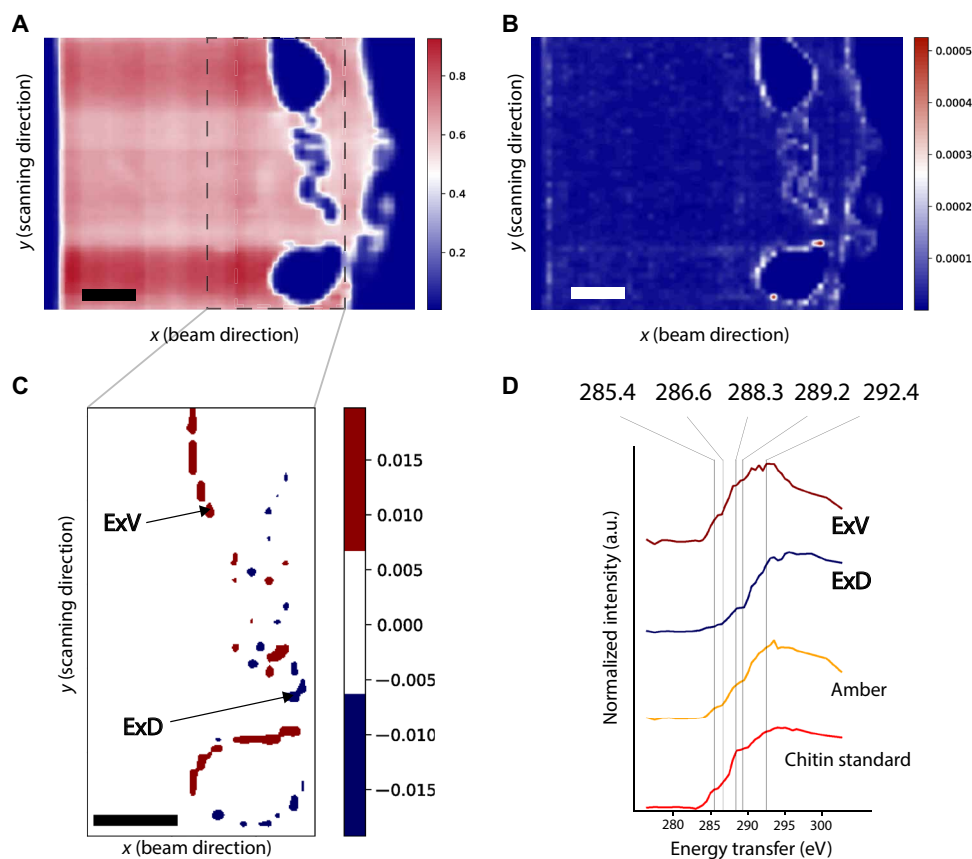 A
y (scanning direction)
0.8
0.6
0.4
0.2
x (beam direction)
B
y (scanning direction)
0.0005
0.0004
0.0003
0.0002
0.0001
x (beam direction)
C
y (scanning direction)
ExV
ExD
0.015
0.010
0.005
0.000
−0.005
−0.010
−0.015
x (beam direction)
D
285.4 286.6 288.3 289.2 292.4
Normalized intensity (a.u.)
ExV
ExD
Amber
Chitin standard
280 285 290 295 300
Energy transfer (eV)